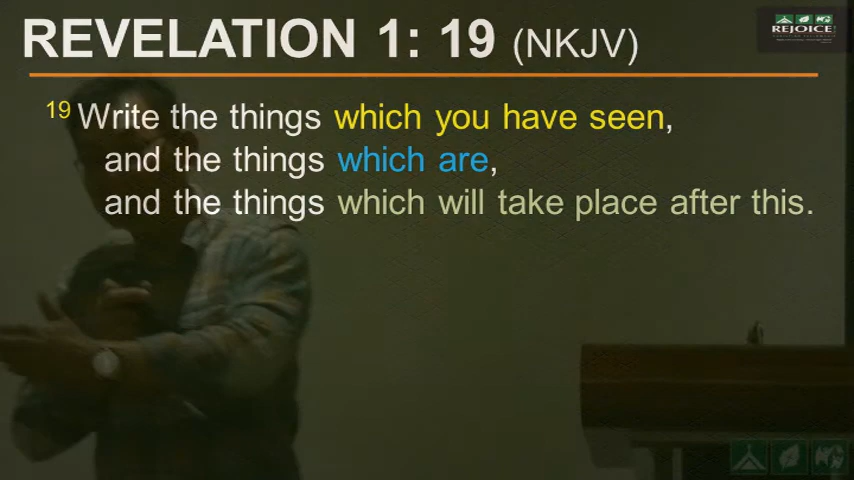 REVELATION 1: 19 (NKJV)
REJOICE
19 Write the things which you have seen,
and the things which are,
and the things which will take place after this.